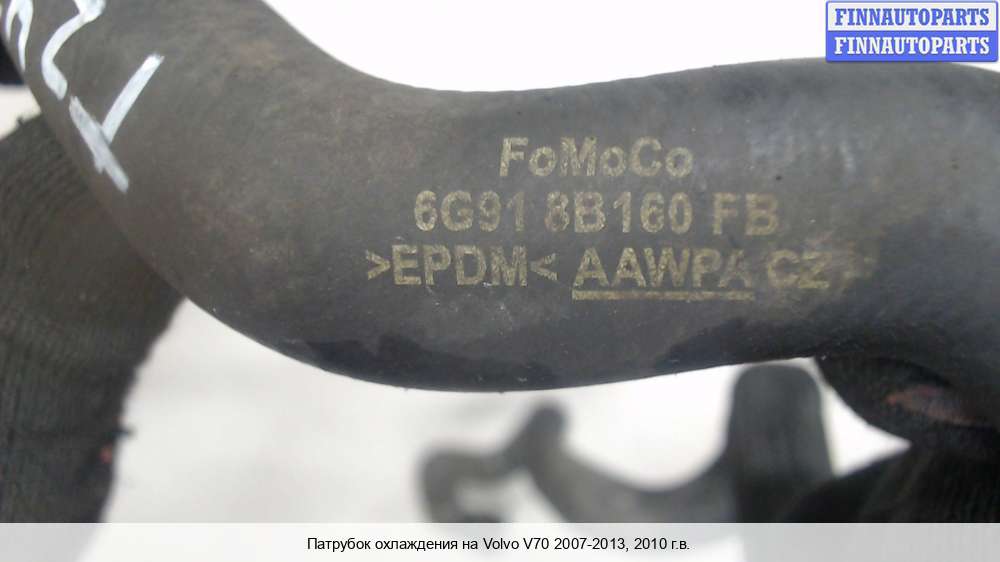 FINNAUTOPARTS
FINNAUTOPARTS
FoMoCo
6G91 8B160 FB
>EPDM< AAWPA CZ
Патрубок охлаждения на Volvo V70 2007-2013, 2010 г.в.